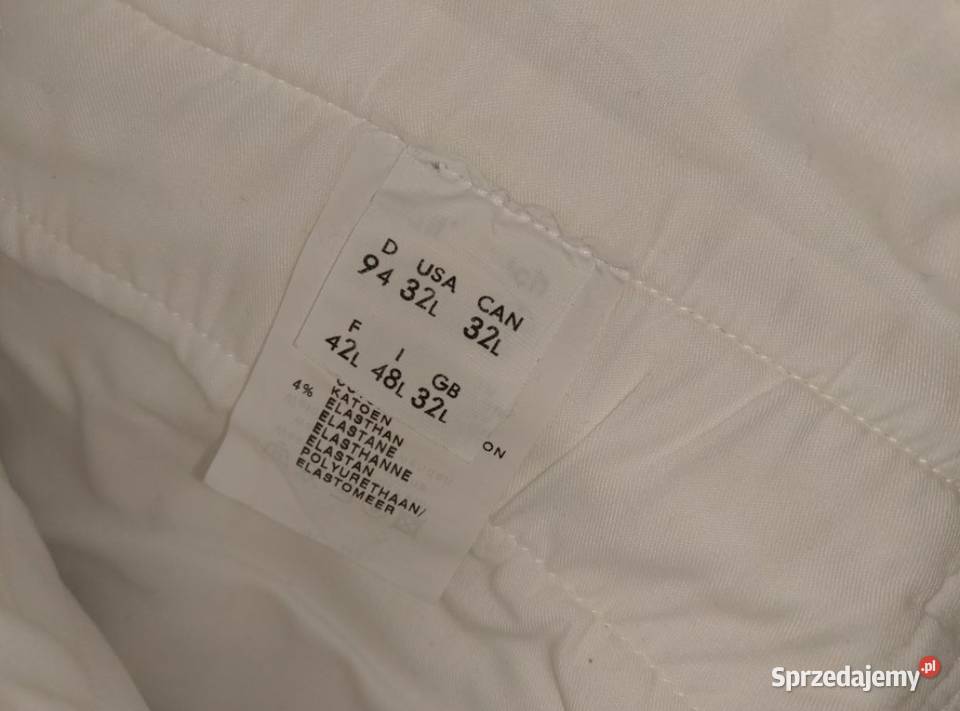 D USA CAN
94 32L 32L
F I GB
42L 48L 32L
ON
4%
KATOEN
ELASTHAN
ELASTANE
ELASTHANNE
ELASTAN
POLYURETHAAN/
ELASTOMEER
Sprzedajemy.pl